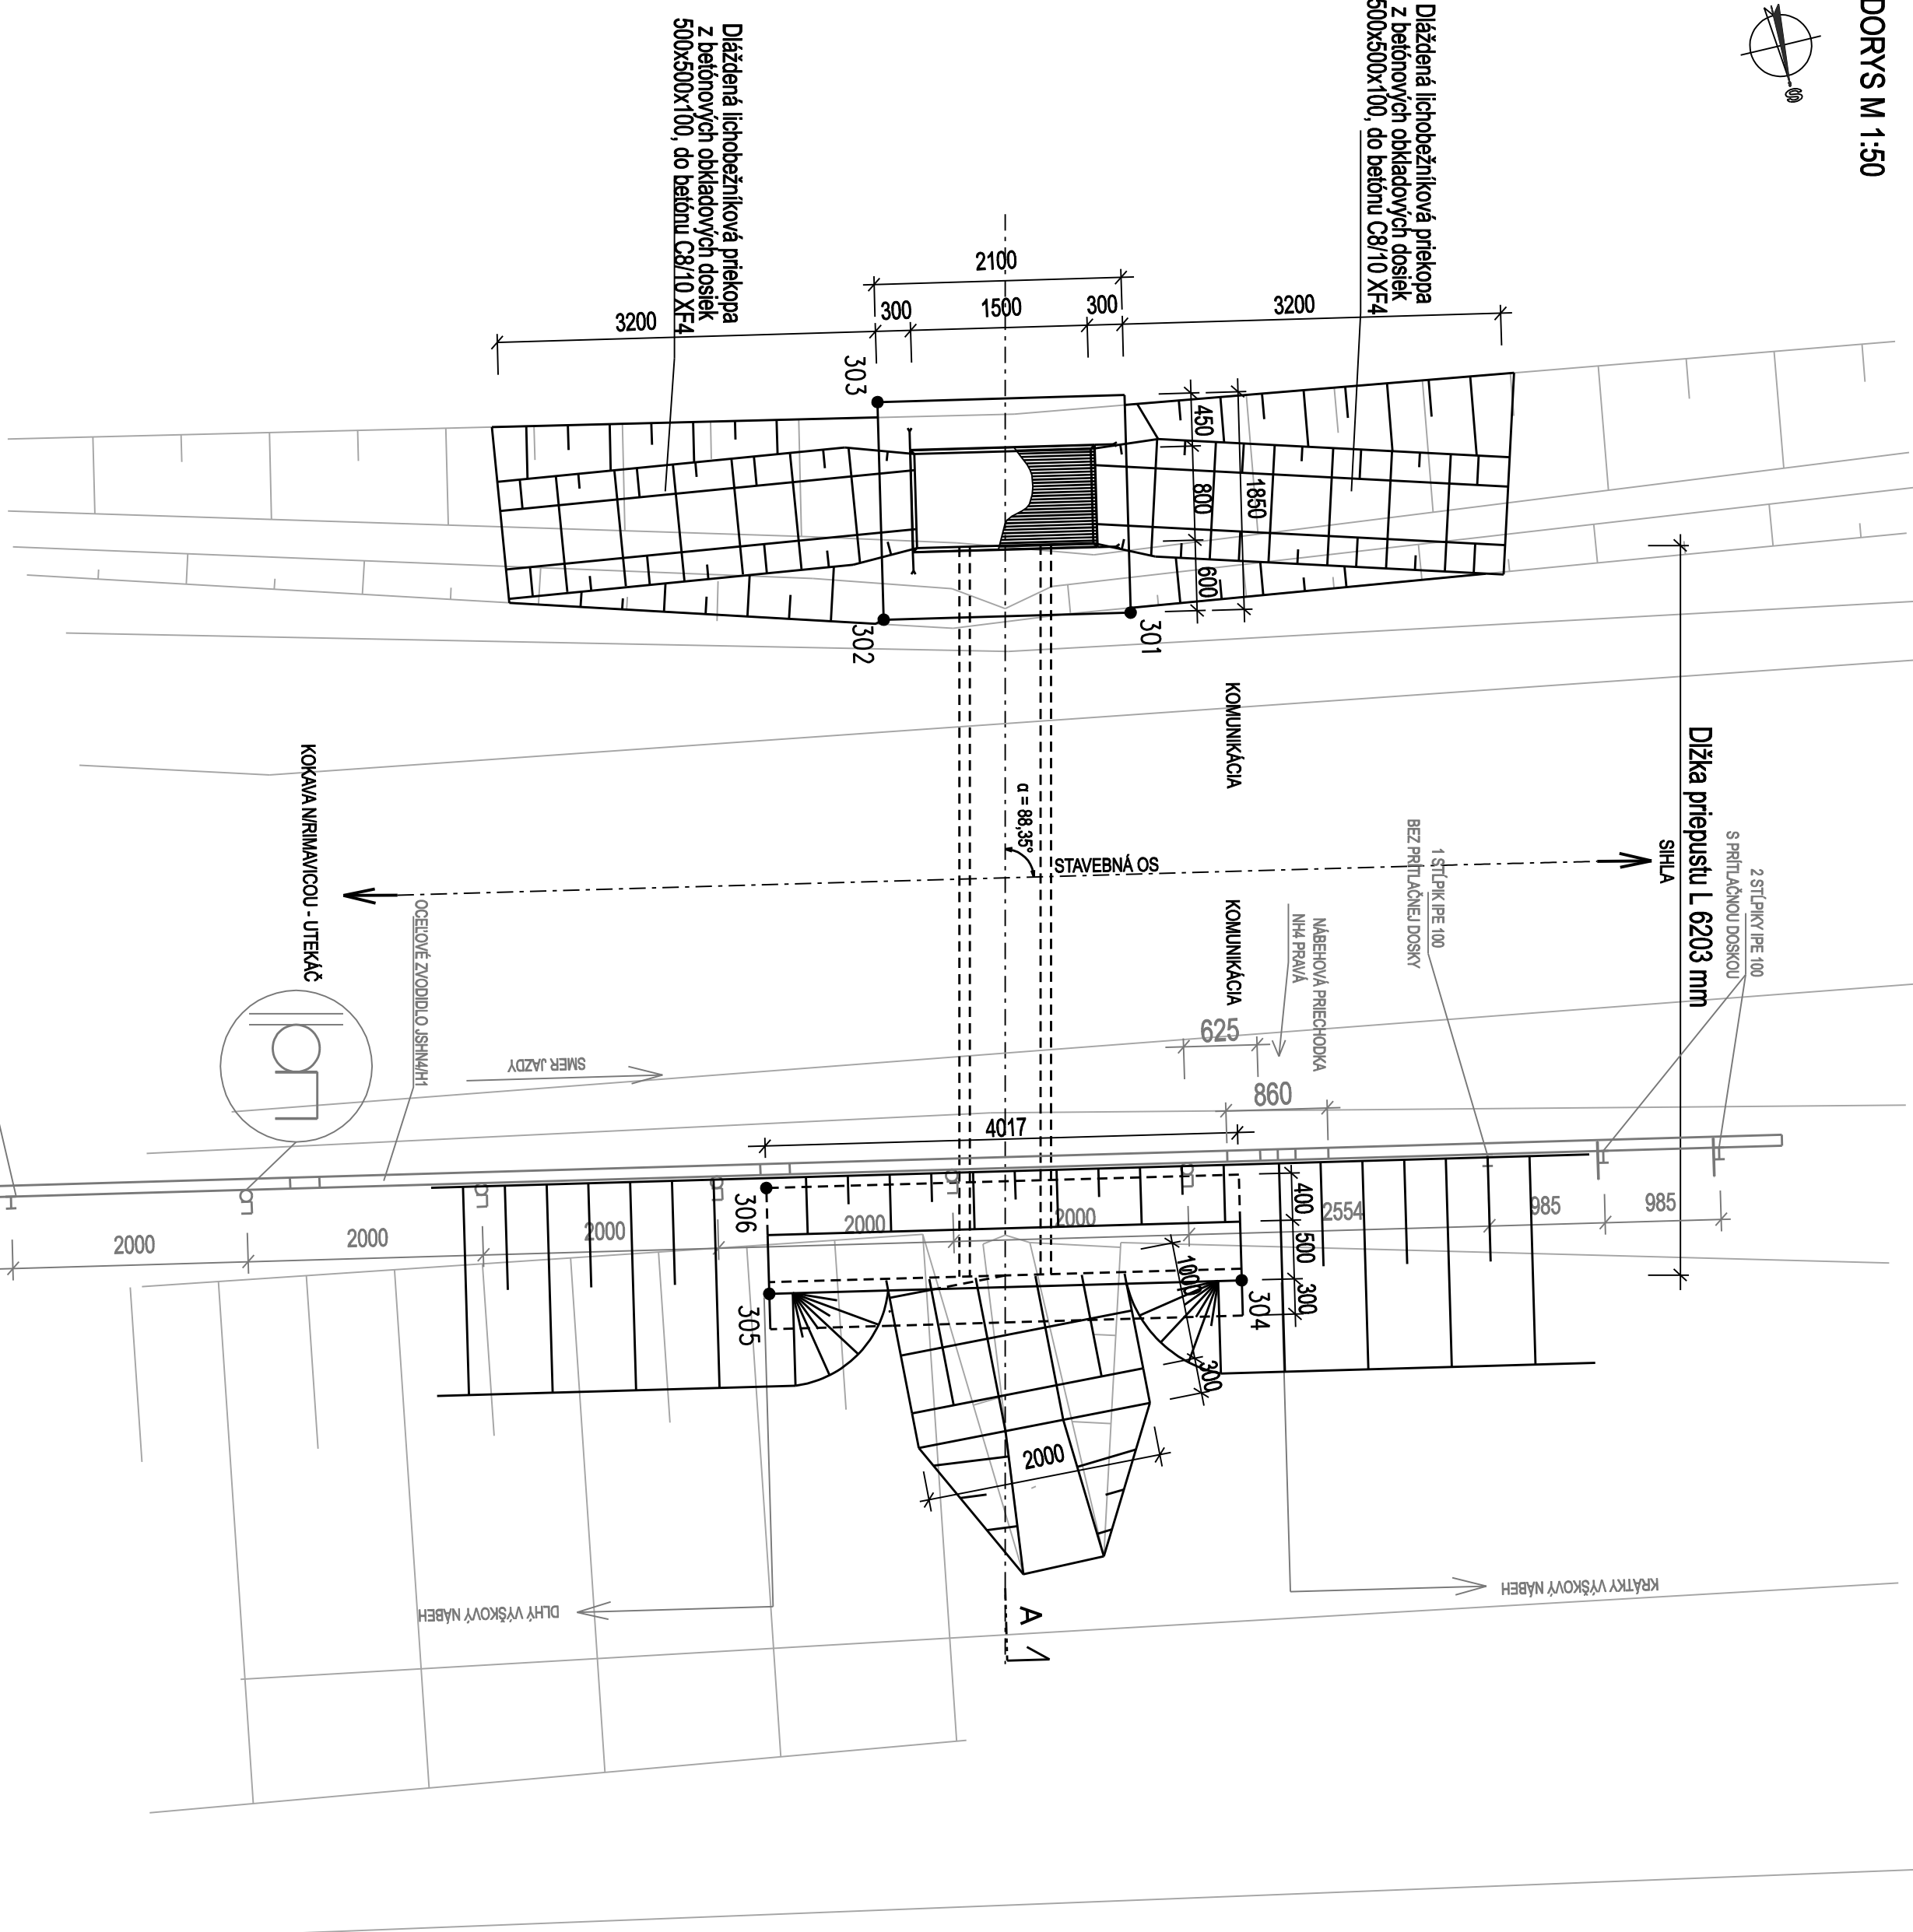 DORYS M 1:50
S
Dláždená lichobežníková priekopa
z betónových obkladových dosiek
500x500x100, do betónu C8/10 XF4
Dláždená lichobežníková priekopa
z betónových obkladových dosiek
500x500x100, do betónu C8/10 XF4
2100
3200
300
1500
300
3200
303
450
800
1850
600
302
301
KOMUNIKÁCIA
Dlžka priepustu L 6203 mm
SIHLA
α = 88,35°
STAVEBNÁ OS
KOKAVA N/RIMAVICOU - UTEKÁČ
KOMUNIKÁCIA
1 STĹPIK IPE 100
BEZ PRÍTLAČNEJ DOSKY
2 STĹPIKY IPE 100
S PRÍTLAČNOU DOSKOU
NÁBEHOVÁ PRIECHODKA
NH4 PRAVÁ
OCEĽOVÉ ZVODIDLO JSHN4/H1
SMER JAZDY
625
860
4017
306
305
304
400
500
300
2000
2000
2000
2000
2000
2554
985
985
1000
300
2000
DLHÝ VÝŠKOVÝ NÁBEH
KRÁTKY VÝŠKOVÝ NÁBEH
A